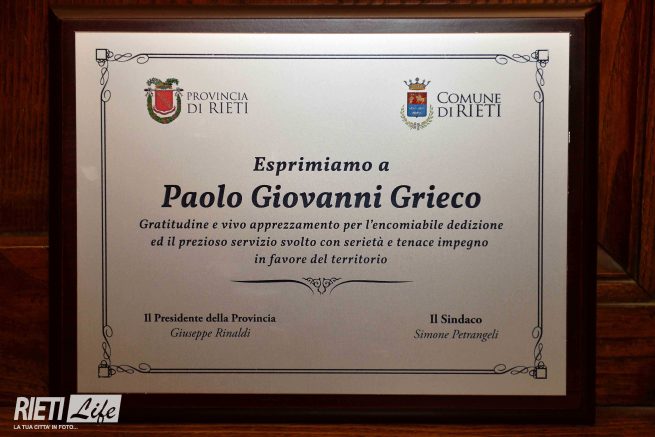 PROVINCIA
DI RIETI
COMUNE
DI RIETI
Esprimiamo a
Paolo Giovanni Grieco
Gratitudine e vivo apprezzamento per l'encomiabile dedizione
ed il prezioso servizio svolto con serietà e tenace impegno
in favore del territorio
Il Presidente della Provincia
Giuseppe Rinaldi
Il Sindaco
Simone Petrangeli
RIETI Life
LA TUA CITTA' IN FOTO...